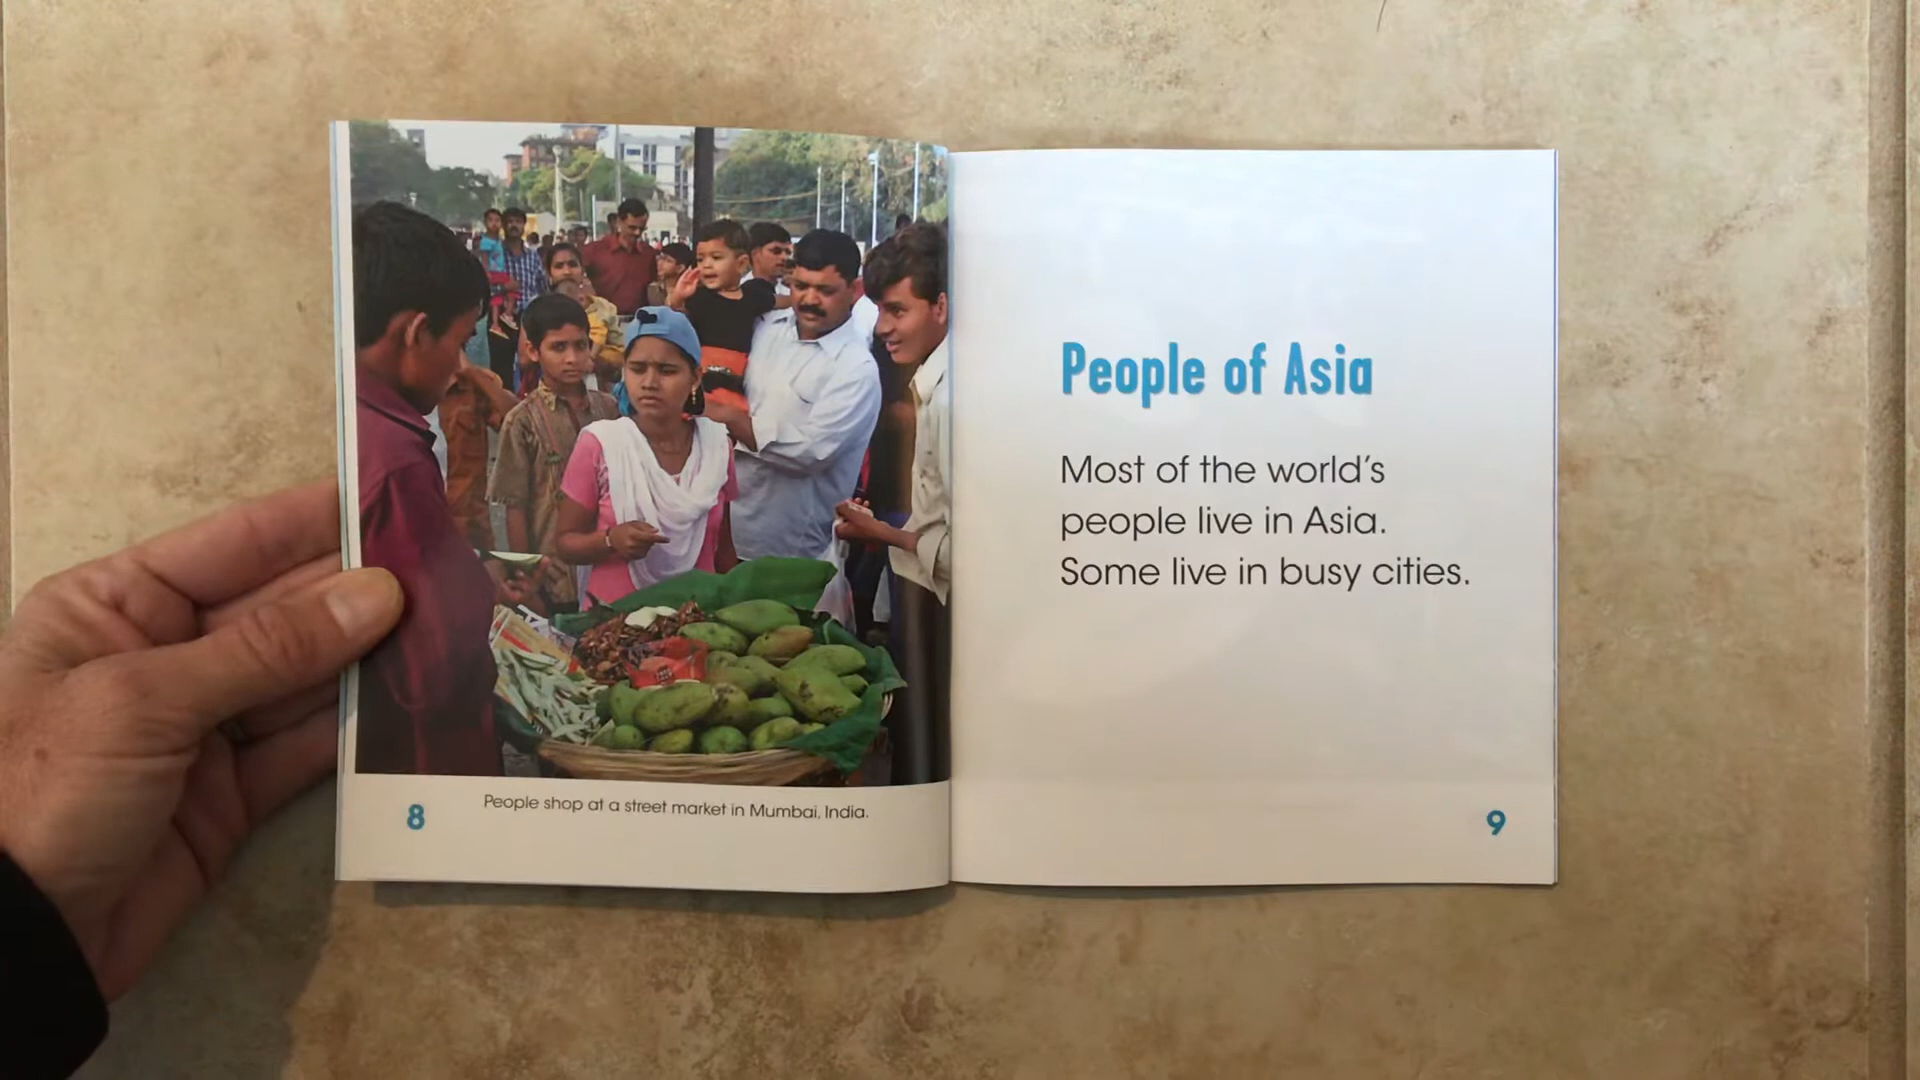 People shop at a street market in Mumbai, India.
8
People of Asia
Most of the world's
people live in Asia.
Some live in busy cities.
9